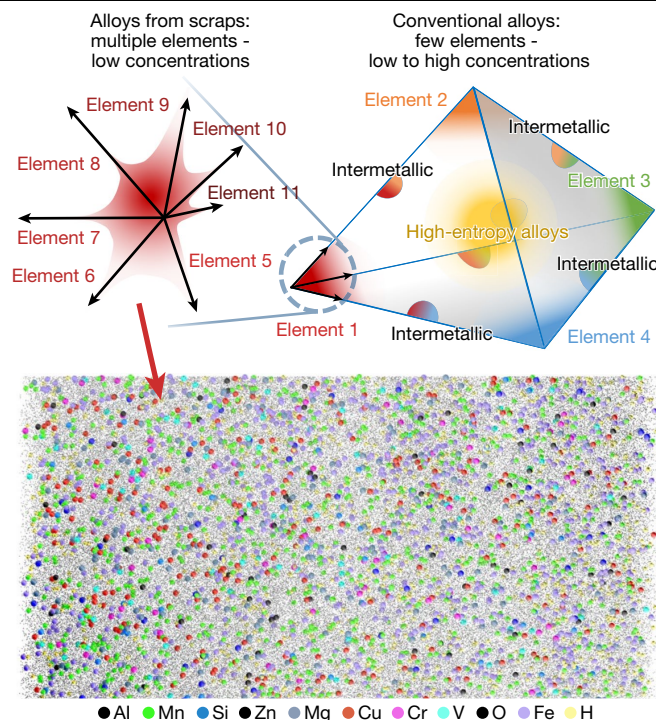 Alloys from scraps:
multiple elements -
low concentrations
Conventional alloys:
few elements -
low to high concentrations
Element 9
Element 10
Element 8
Element 11
Element 7
Element 6
Element 5
Element 2
Intermetallic
Intermetallic
Element 3
High-entropy alloys
Intermetallic
Element 1
Intermetallic
Element 4
Al Mn Si Zn Mg Cu Cr V O Fe H